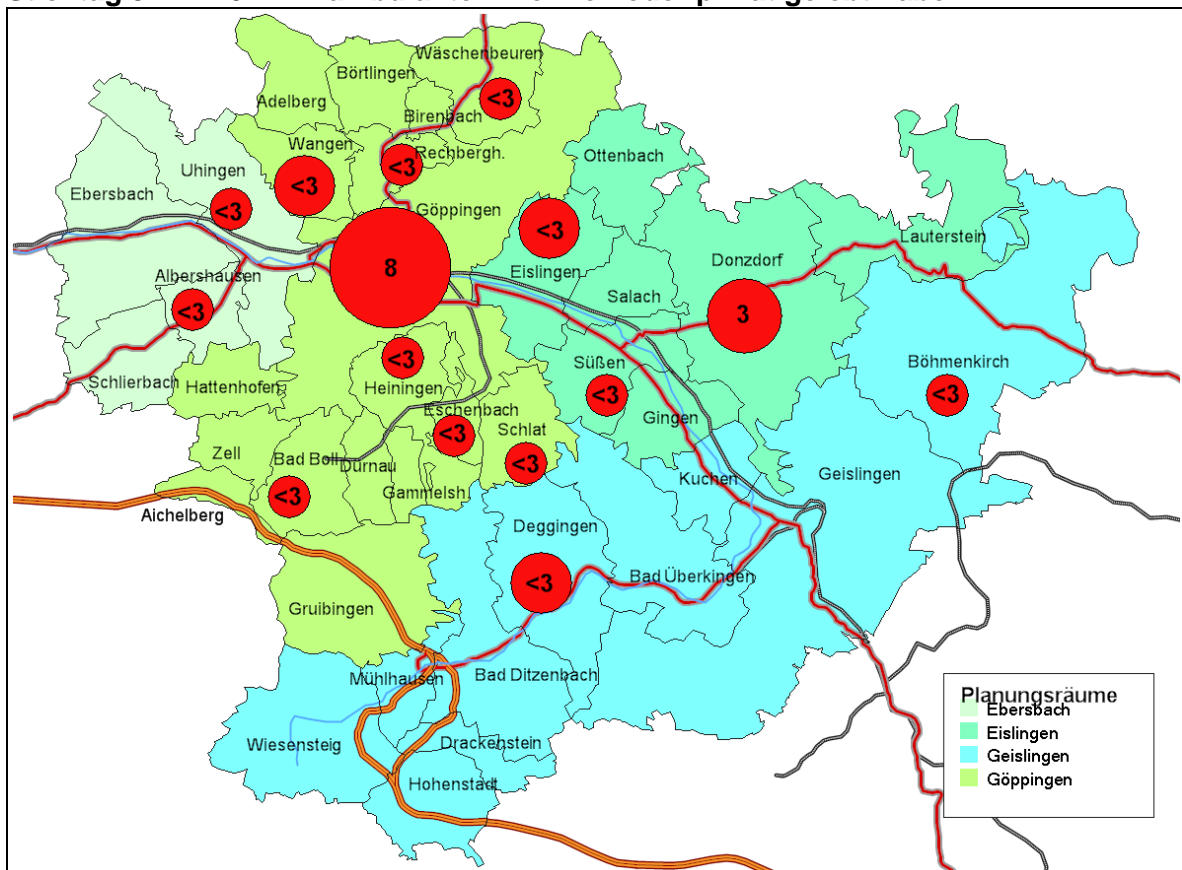 Wäschenbeuren
Börtlingen
Adelberg
<3
Birenbach
Wangen
Rechbergh.
Ottenbach
<3
<3
Uhingen
Ebersbach
<3
Göppingen
<3
Lauterstein
Eislingen
Donzdorf
8
Albershausen
Salach
<3
3
<3
Süßen
Böhmenkirch
Schlierbach
Hattenhofen
Heiningen
<3
<3
Eschenbach
Gingen
<3
Schlat
Zell
Bad Boll
Dürnau
<3
Geislingen
Kuchen
<3
Gammelsh.
Aichelberg
Deggingen
<3
Bad Überkingen
Gruibingen
Mühlhausen
Bad Ditzenbach
Wiesensteig
Drackenstein
Hohenstadt
Planungsräume
Ebersbach
Eislingen
Geislingen
Göppingen